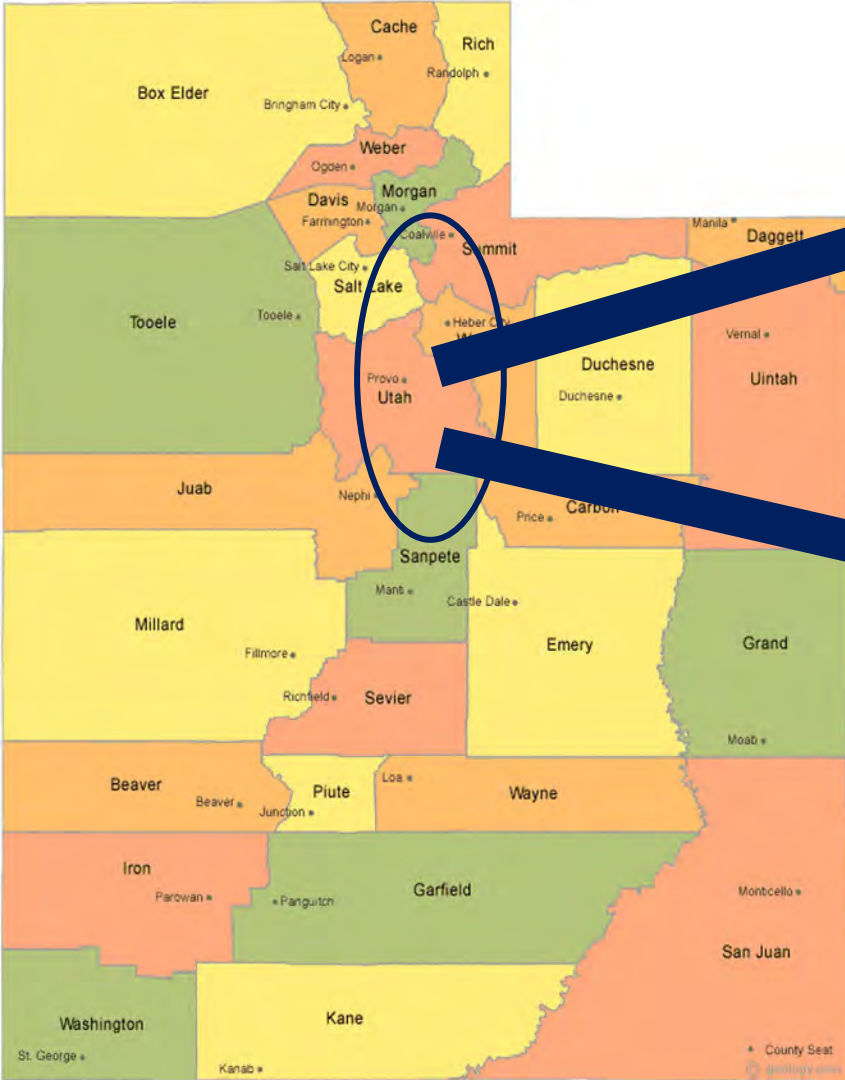 Cache
Rich
Logan
Randolph
Box Elder
Bringham City
Weber
Ogden
Morgan
Davis
Morgan
Farmington
Manila
Coalville
Daggett
Summit
Salt Lake City
Salt Lake
Tooele
Tooele
Heber City
Vernal
Duchesne
Uintah
Provo
Utah
Duchesne
Juab
Nephi
Carbon
Price
Sanpete
Manti
Castle Dale
Millard
Emery
Grand
Fillmore
Richfield
Sevier
Moab
Loa
Beaver
Piute
Wayne
Beaver
Junction
Iron
Garfield
Parowan
Panguitch
Monticello
San Juan
Washington
Kane
St. George
County Seat
Kanab